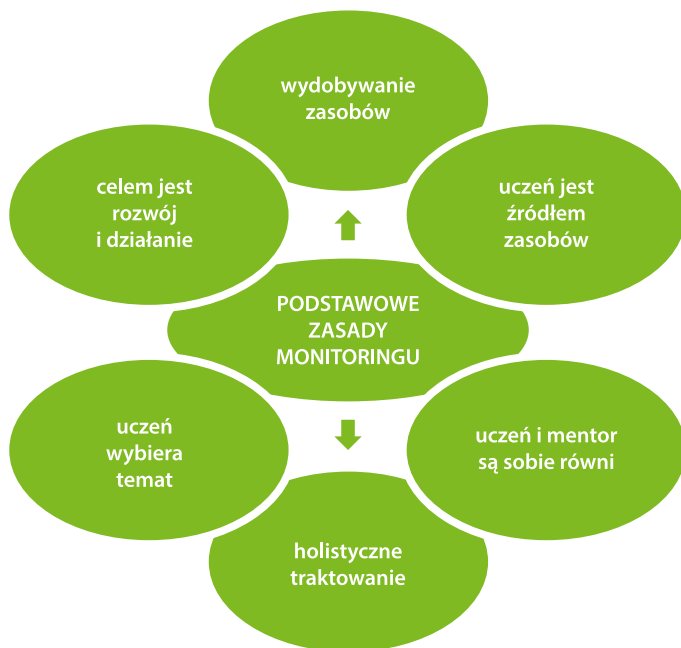 wydobywanie
zasobów
celem jest
rozwój
i działanie
uczeń jest
źródłem
zasobów
PODSTAWOWE
ZASADY
MONITORINGU
uczeń
wybiera
temat
uczeń i mentor
są sobie równi
holistyczne
traktowanie